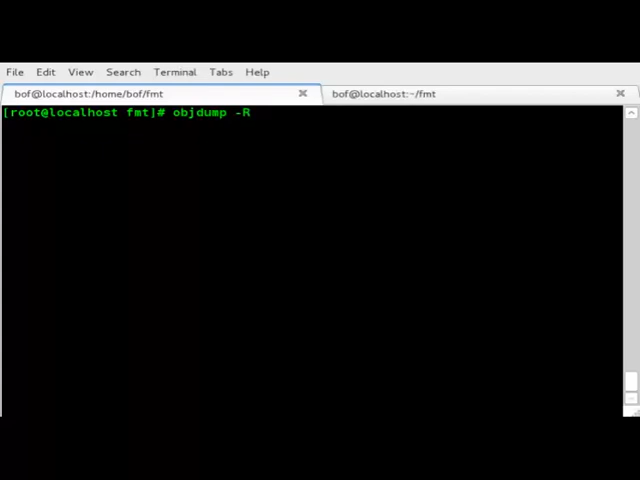 File Edit View Search Terminal Tabs Help
bof@localhost:/home/bof/fmt bof@localhost:~/fmt
[root@localhost fmt]# objdump -R